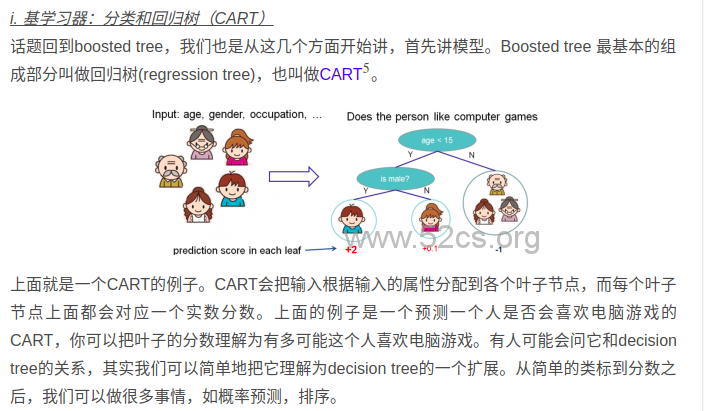 i. 基学习器：分类和回归树（CART）
话题回到boosted tree，我们也是从这几个方面开始讲，首先讲模型。Boosted tree 最基本的组
成部分叫做回归树(regression tree)，也叫做CART5。
Input: age, gender, occupation, …
Does the person like computer games
age < 15
Y
N
is male?
Y
N
prediction score in each leaf
+2
+0.1
-1
www.52cs.org
上面就是一个CART的例子。CART会把输入根据输入的属性分配到各个叶子节点，而每个叶子
节点上面都会对应一个实数分数。上面的例子是一个预测一个人是否会喜欢电脑游戏的
CART，你可以把叶子的分数理解为有多可能这个人喜欢电脑游戏。有人可能会问它和decision
tree的关系，其实我们可以简单地把它理解为decision tree的一个扩展。从简单的类标到分数之
后，我们可以做很多事情，如概率预测，排序。